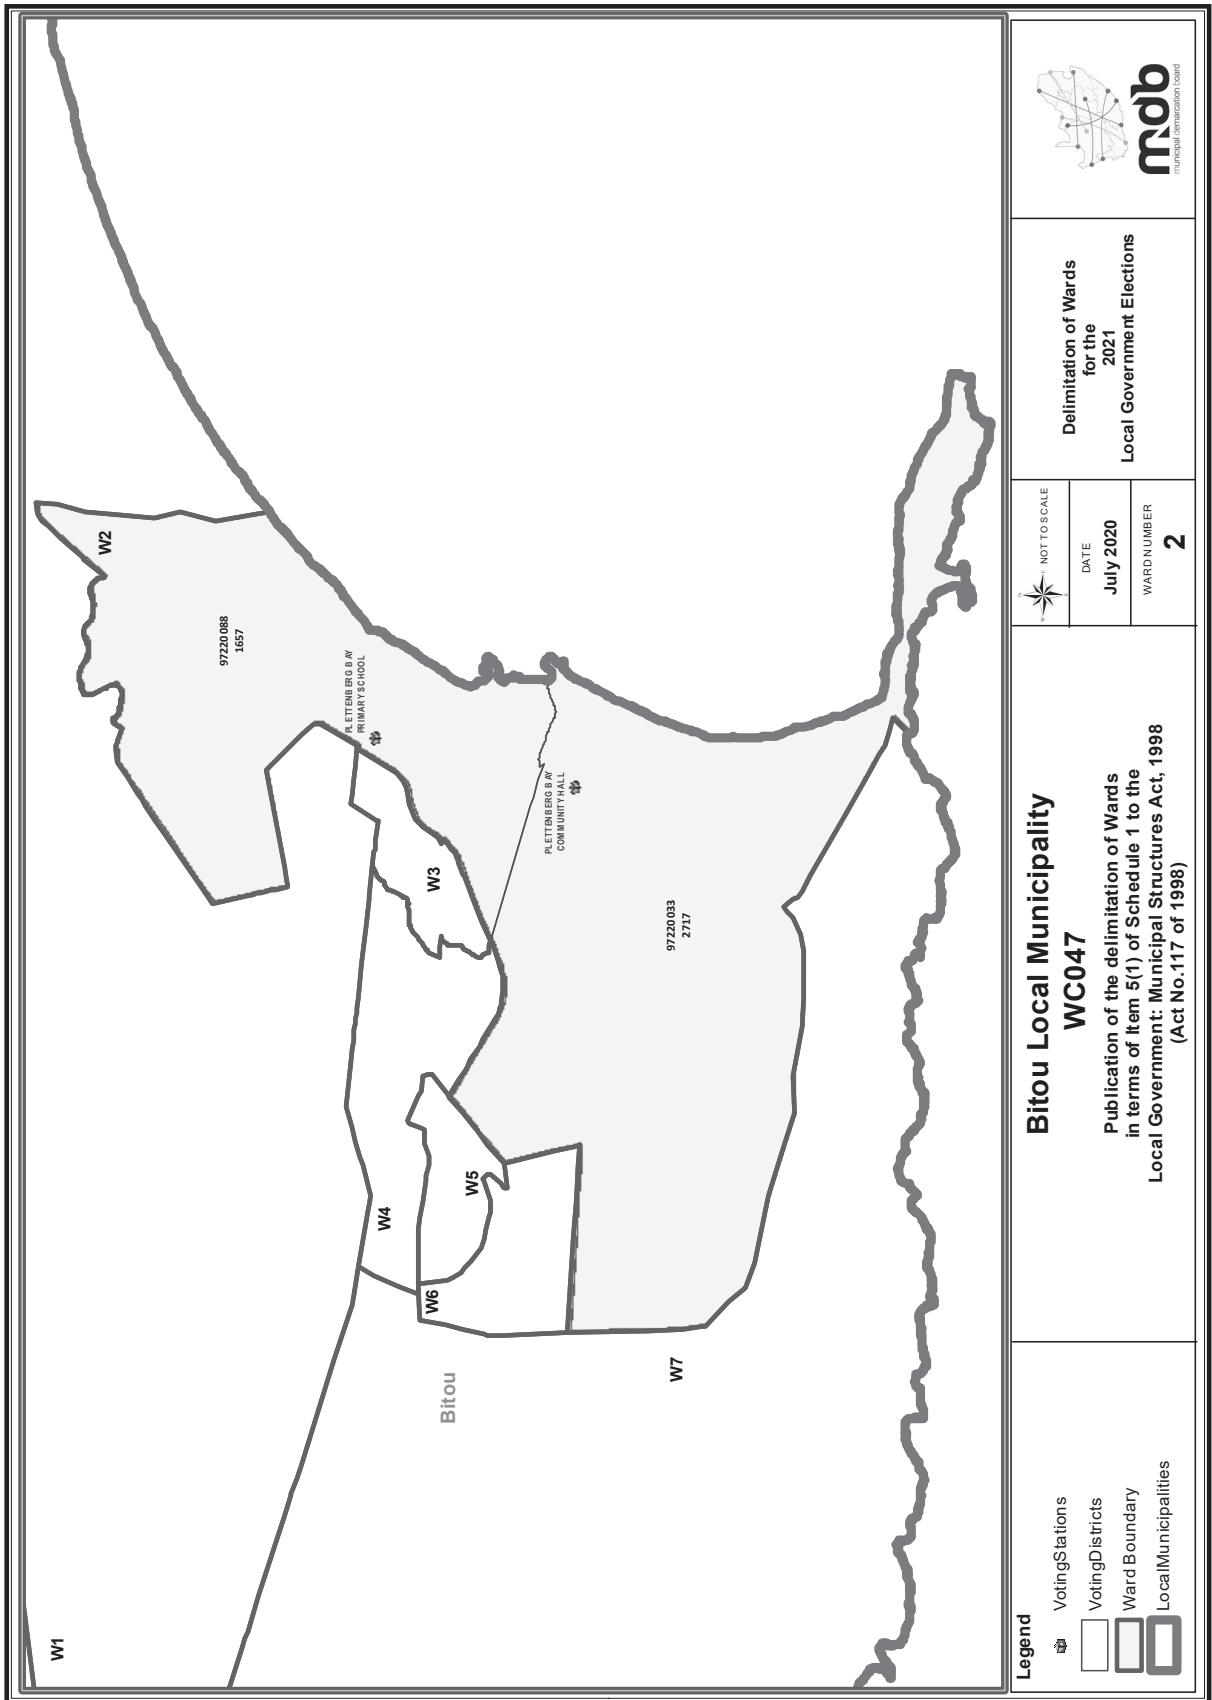 W1
W2
97220088
1657
PLETTENBERG BAY
PRIMARY SCHOOL
W3
W4
W5
W6
Bitou
PLETTENBERG BAY
COMMUNITY HALL
97220033
2717
W7
Legend
VotingStations
VotingDistricts
Ward Boundary
LocalMunicipalities
Bitou Local Municipality
WC047
Publication of the delimitation of Wards
in terms of Item 5(1) of Schedule 1 to the
Local Government: Municipal Structures Act, 1998
(Act No.117 of 1998)
NOT TO SCALE
DATE
July 2020
WARD NUMBER
2
Delimitation of Wards
for the
2021
Local Government Elections
mdb
municipal demarcation board